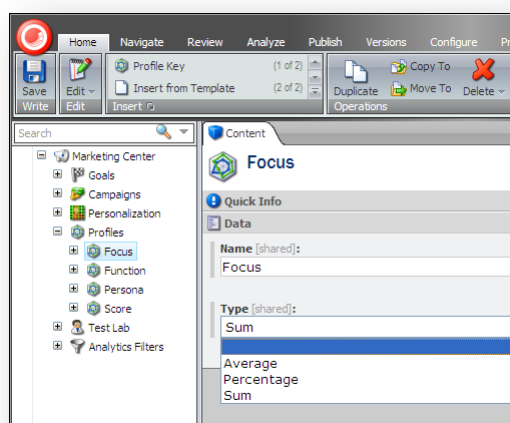 Home Navigate Review Analyze Publish Versions Configure
Save Edit Profile Key (1 of 2) Duplicate Copy To Delete
Insert from Template (2 of 2) Move To
Write Edit Insert Operations
Search
Content
Marketing Center
Goals
Campaigns
Personalization
Profiles
Focus
Function
Persona
Score
Test Lab
Analytics Filters
Focus
Quick Info
Data
Name [shared]:
Focus
Type [shared]:
Sum
Average
Percentage
Sum